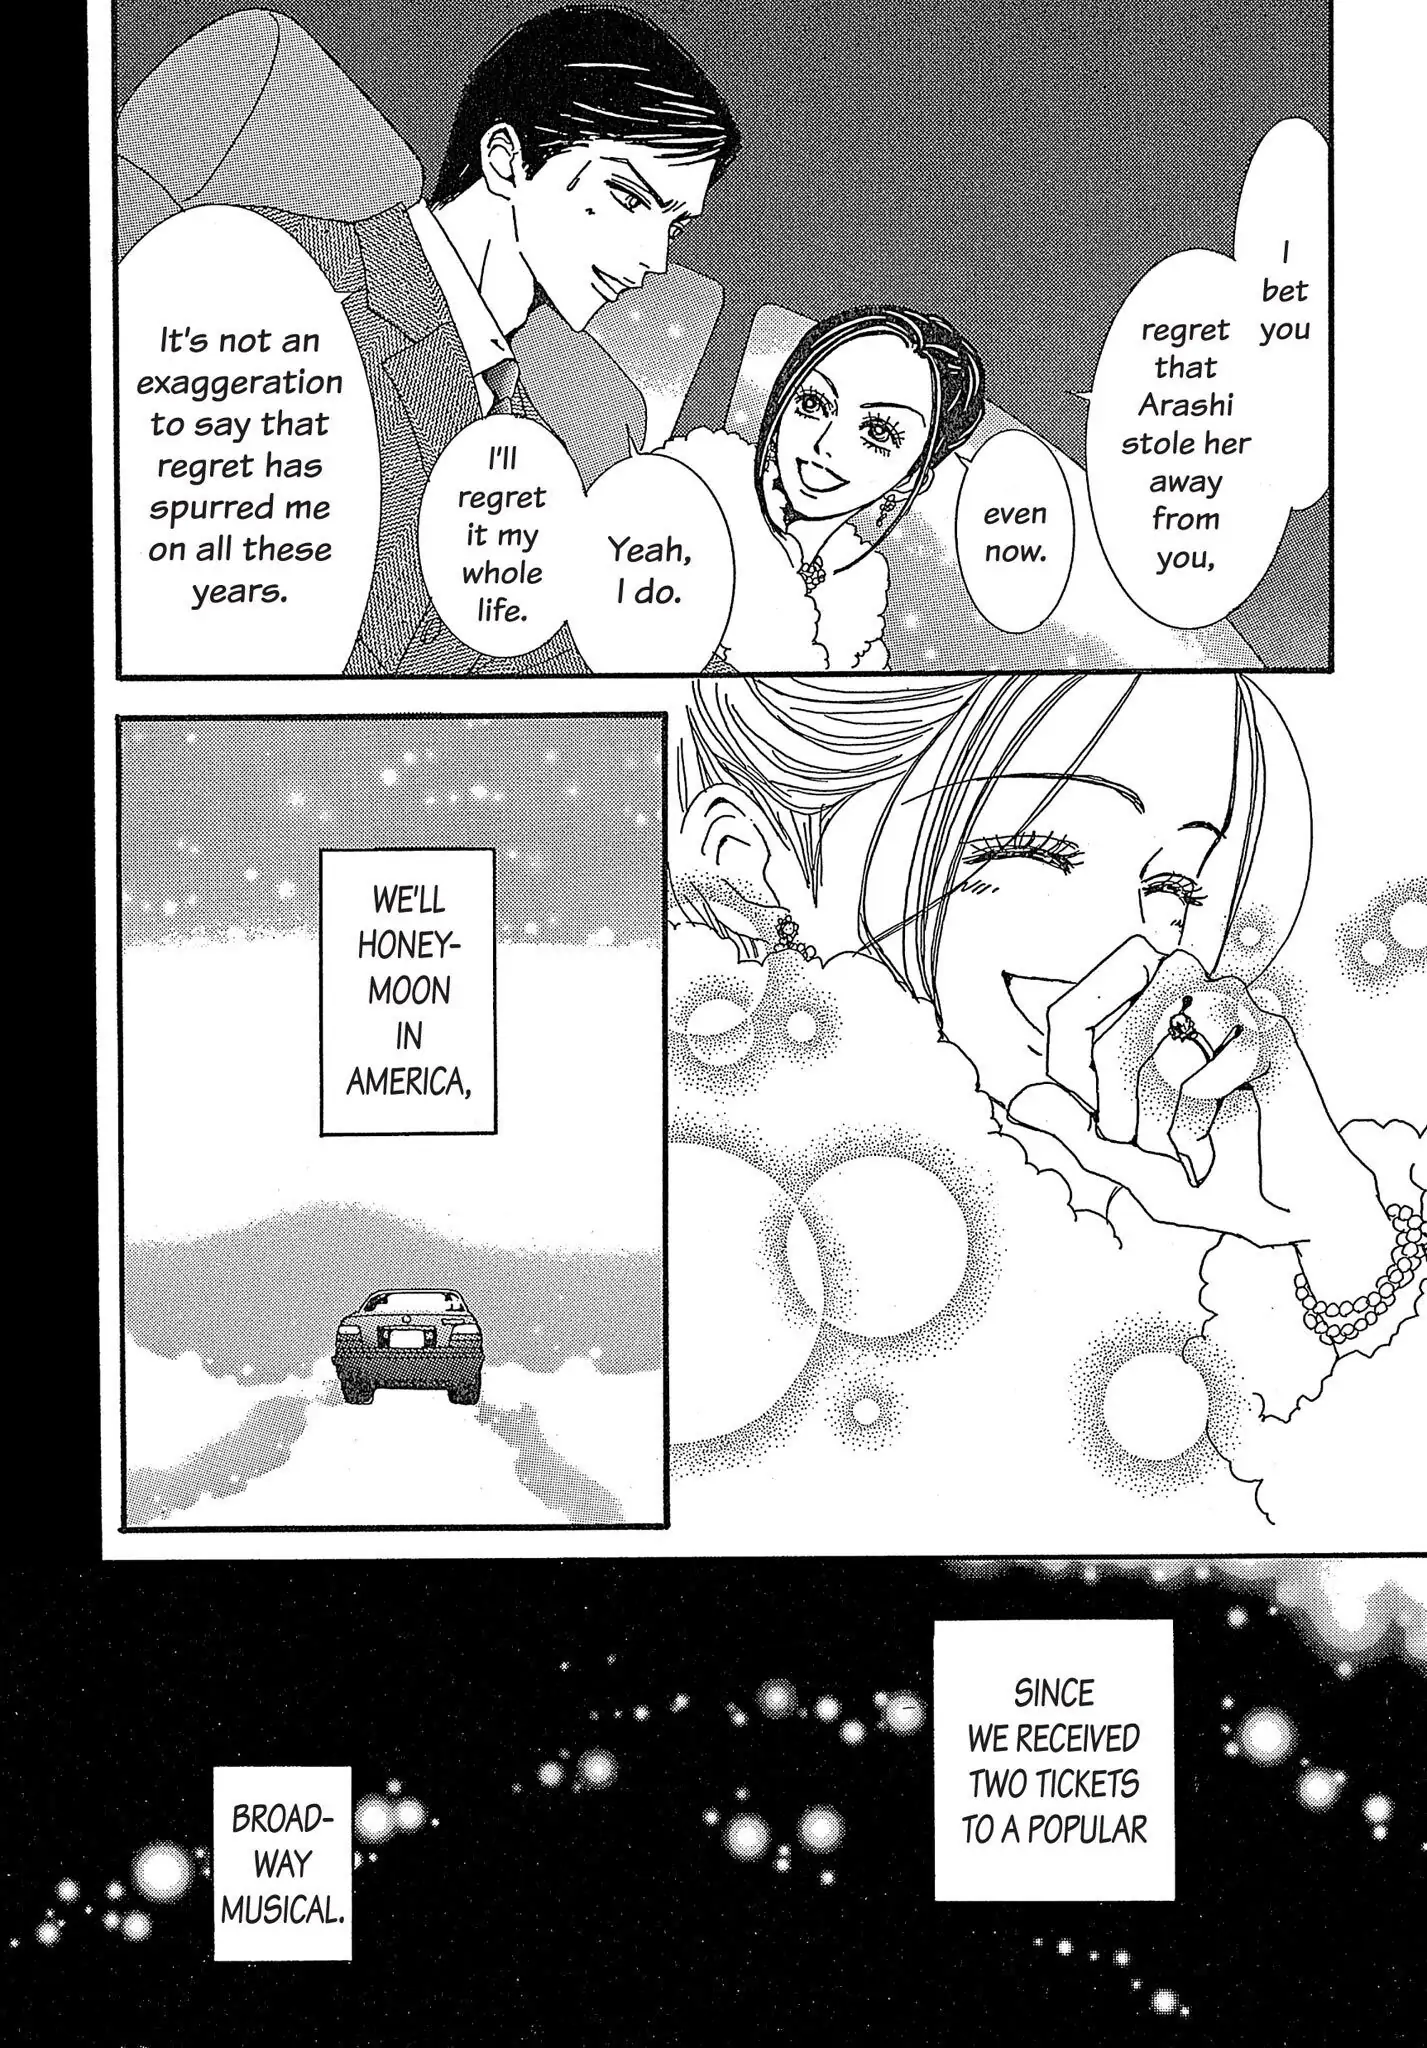 I
bet
you
regret
that
Arashi
stole her
away
from
you,
even
now.
Yeah,
I do.
I'll
regret
it my
whole
life.
It's not an
exaggeration
to say that
regret has
spurred me
on all these
years.
WE'LL
HONEY-
MOON
IN
AMERICA,
SINCE
WE RECEIVED
TWO TICKETS
TO A POPULAR
BROAD-
WAY
MUSICAL.